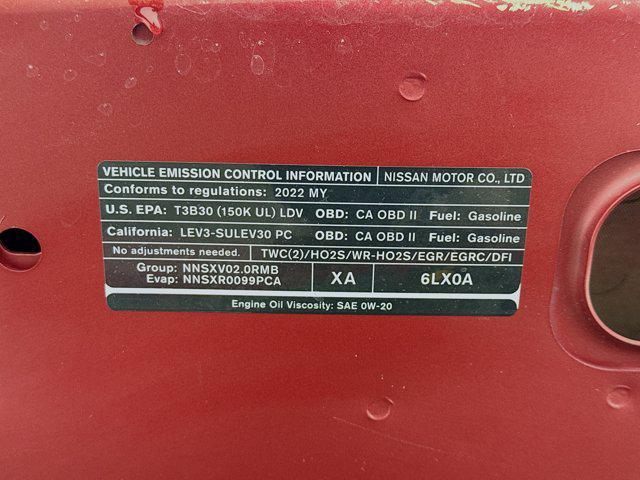 VEHICLE EMISSION CONTROL INFORMATION NISSAN MOTOR CO., LTD
Conforms to regulations: 2022 MY
U.S. EPA: T3B30 (150K UL) LDV OBD: CA OBD II Fuel: Gasoline
California: LEV3-SULEV30 PC OBD: CA OBD II Fuel: Gasoline
No adjustments needed. TWC(2)/HO2S/WR-HO2S/EGR/EGRC/DFI
Group: NNSXV02.0RMB
Evap: NNSXR0099PCA
XA
6LX0A
Engine Oil Viscosity: SAE 0W-20